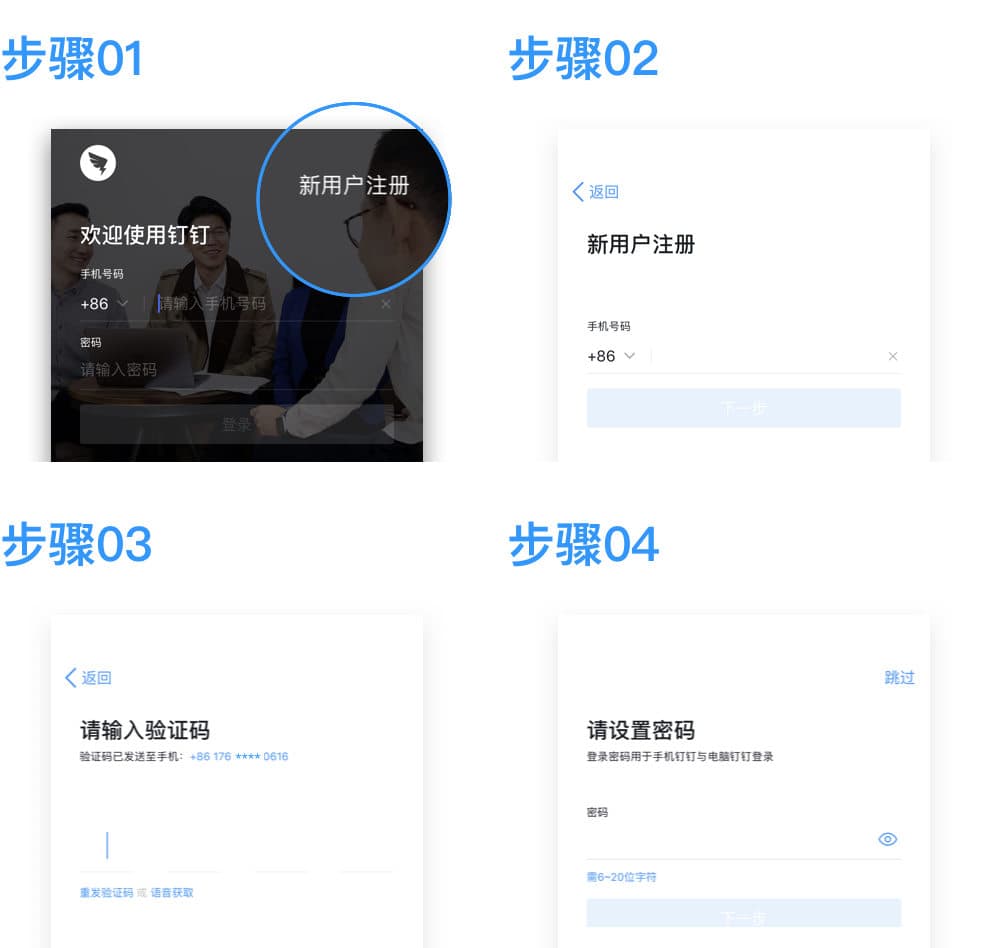 步骤01
新用户注册
欢迎使用钉钉
手机号码
+86 请输入手机号码
密码
请输入密码
登录
步骤02
返回
新用户注册
手机号码
+86
下一步
步骤03
返回
请输入验证码
验证码已发送至手机：+86 176 **** 0616
重发验证码 或 语音获取
步骤04
跳过
请设置密码
登录密码用于手机钉钉与电脑钉钉登录
密码
需6~20位字符
下一步